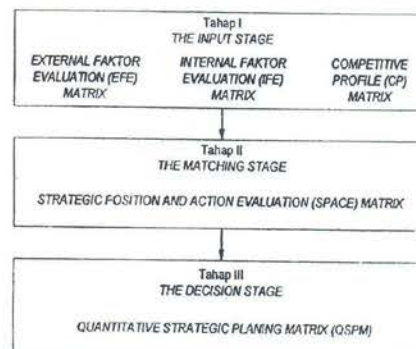 Tahap I
THE INPUT STAGE
EXTERNAL FAKTOR INTERNAL FAKTOR COMPETITIVE
EVALUATION (EFE) EVALUATION (IFE) PROFILE (CP)
MATRIX MATRIX MATRIX
Tahap II
THE MATCHING STAGE
STRATEGIC POSITION AND ACTION EVALUATION (SPACE) MATRIX
Tahap III
THE DECISION STAGE
QUANTITATIVE STRATEGIC PLANING MATRIX (QSPM)